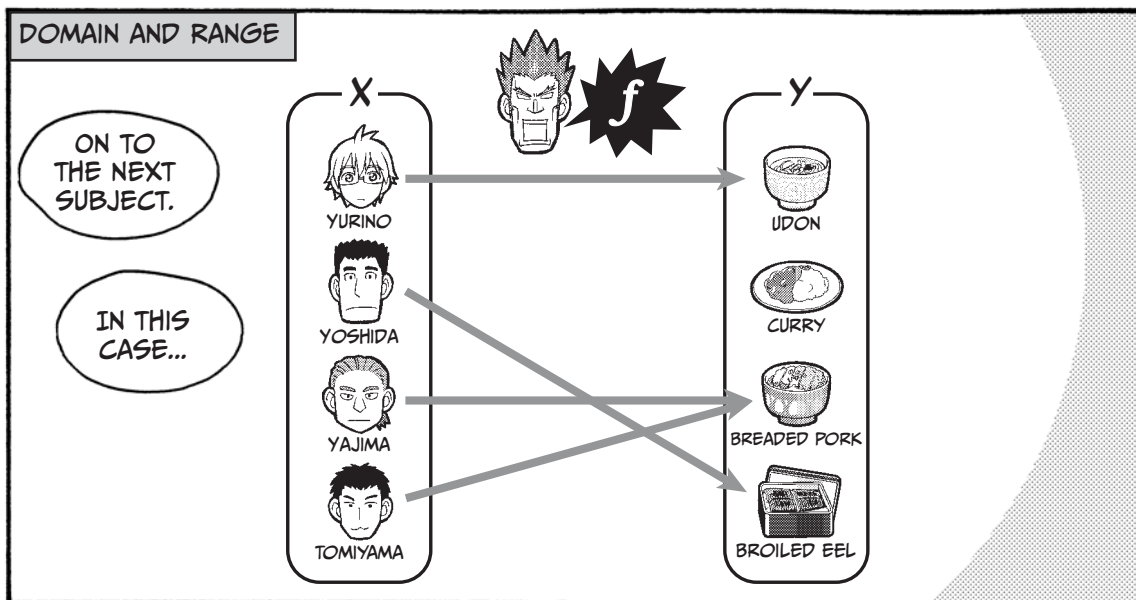 DOMAIN AND RANGE
ON TO
THE NEXT
SUBJECT.
IN THIS
CASE...
X
YURINO
YOSHIDA
YAJIMA
TOMIYAMA
f
Y
UDON
CURRY
BREADED PORK
BROILED EEL